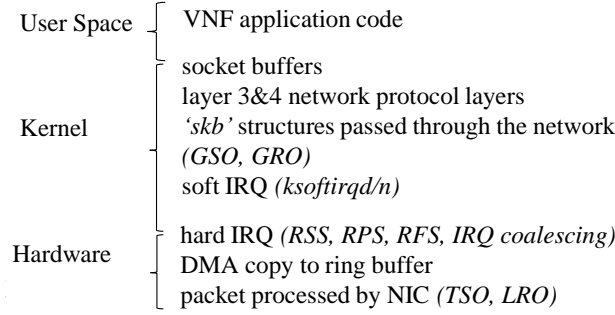 User Space
VNF application code
Kernel
socket buffers
layer 3&4 network protocol layers
‘skb’ structures passed through the network
(GSO, GRO)
soft IRQ (ksoftirqd/n)
Hardware
hard IRQ (RSS, RPS, RFS, IRQ coalescing)
DMA copy to ring buffer
packet processed by NIC (TSO, LRO)